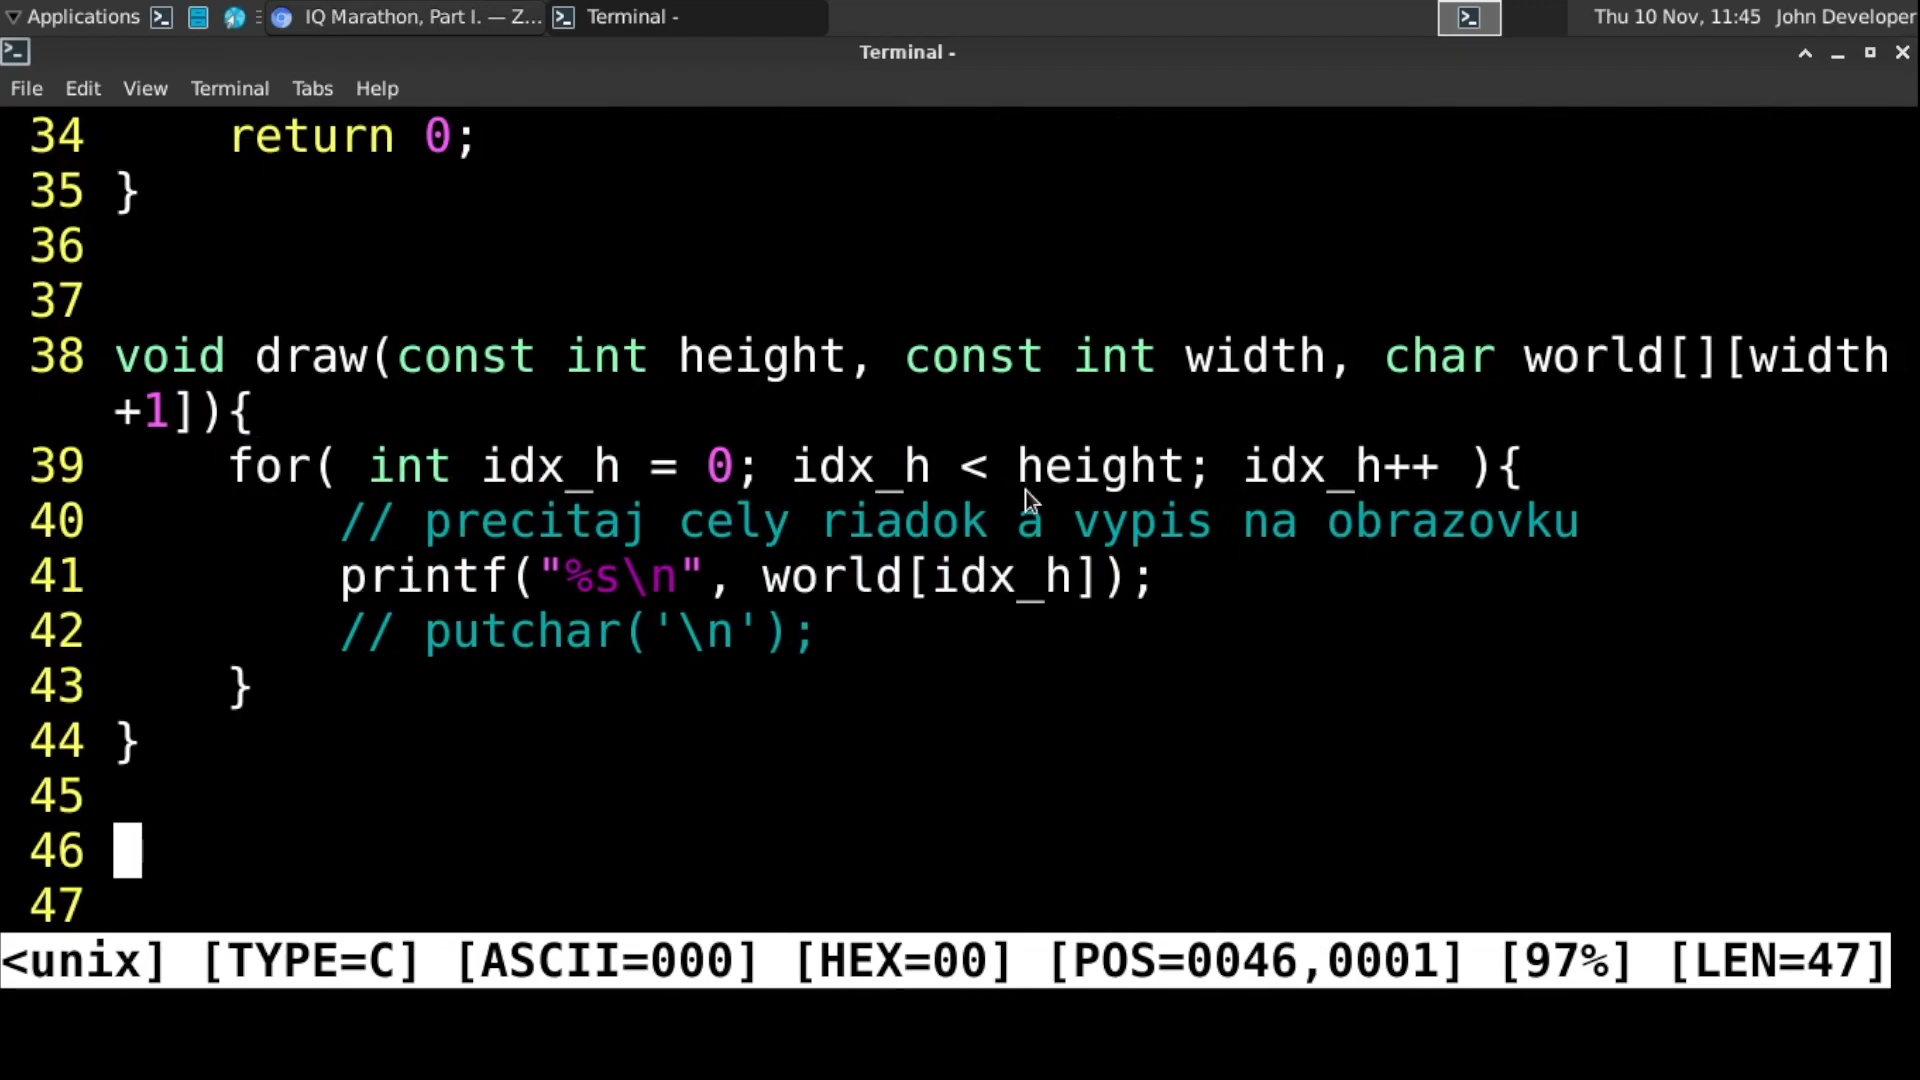 Applications IQ Marathon, Part I. — Z... Terminal - Thu 10 Nov, 11:45 John Developer
Terminal -
File Edit View Terminal Tabs Help
34     return 0;
35 }
36
37
38 void draw(const int height, const int width, char world[][width
+1]){
39     for( int idx_h = 0; idx_h < height; idx_h++ ){
40         // precitaj cely riadok a vypis na obrazovku
41         printf("%s\n", world[idx_h]);
42         // putchar('\n');
43     }
44 }
45
46
47
<unix] [TYPE=C] [ASCII=000] [HEX=00] [POS=0046,0001] [97%] [LEN=47]